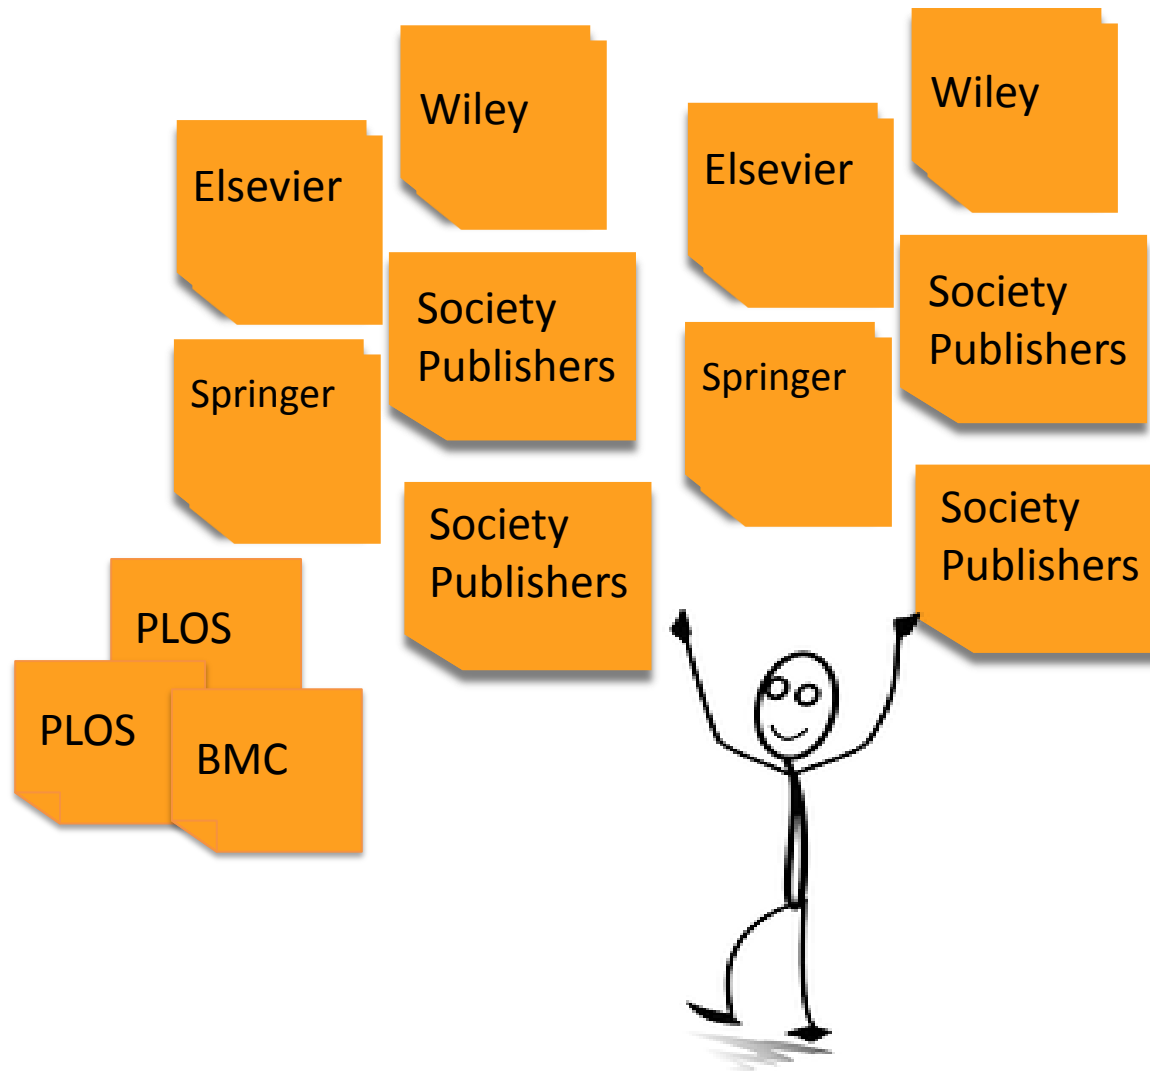 Wiley
Elsevier
Society
Publishers
Springer
Society
Publishers
Wiley
Elsevier
Society
Publishers
Springer
Society
Publishers
PLOS
PLOS
BMC